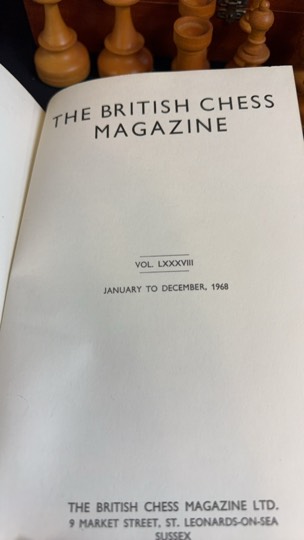 THE BRITISH CHESS
MAGAZINE
VOL. LXXXVIII
JANUARY TO DECEMBER, 1968
THE BRITISH CHESS MAGAZINE LTD.
9 MARKET STREET, ST. LEONARDS-ON-SEA
SUSSEX